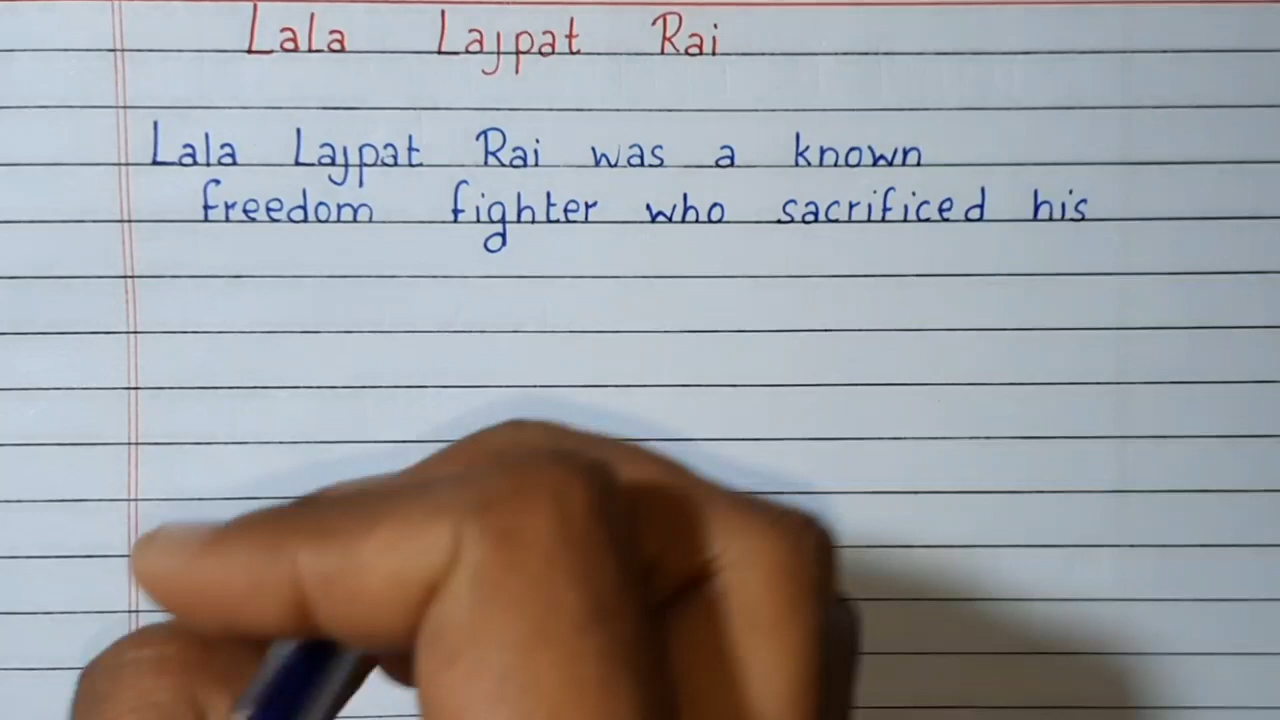 Lala Lajpat Rai
Lala Lajpat Rai was a known
freedom fighter who sacrificed his